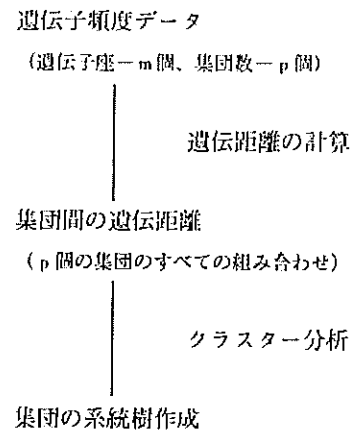 遺伝子頻度データ
(遺伝子座－m個、集団数－p個)
遺伝距離の計算
集団間の遺伝距離
(p個の集団のすべての組み合わせ)
クラスター分析
集団の系統樹作成